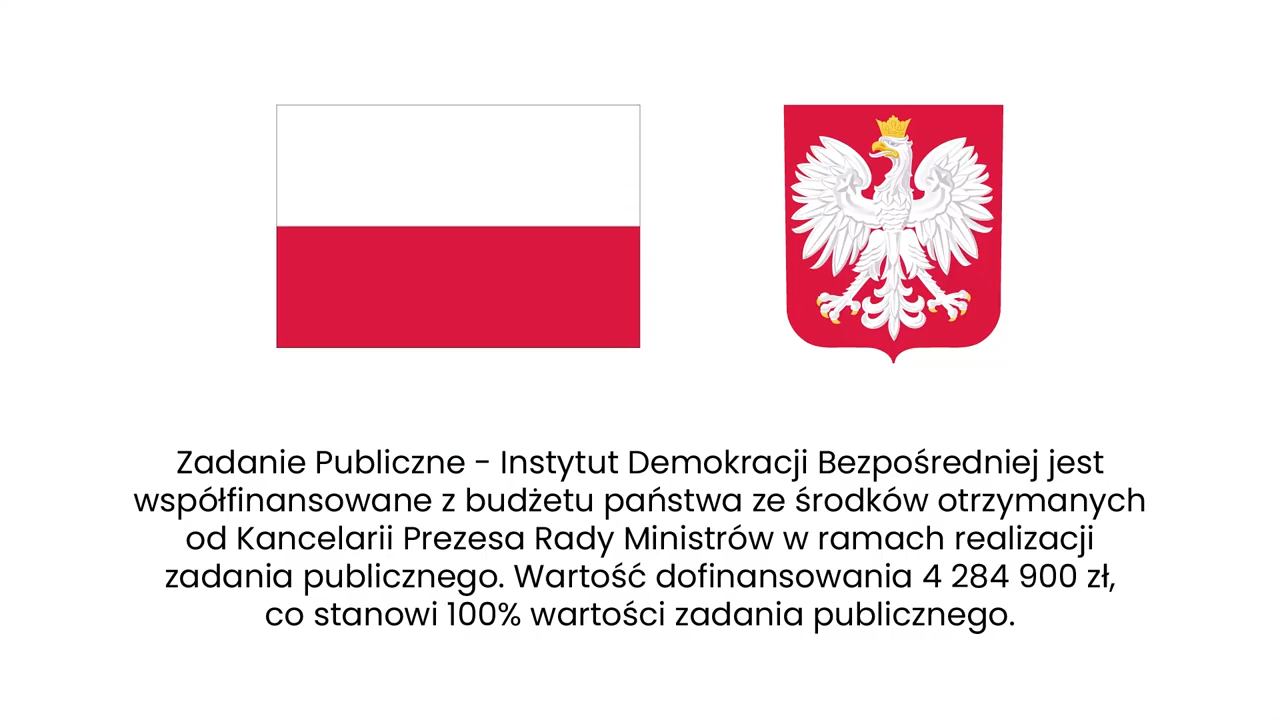 Zadanie Publiczne - Instytut Demokracji Bezpośredniej jest
współfinansowane z budżetu państwa ze środków otrzymanych
od Kancelarii Prezesa Rady Ministrów w ramach realizacji
zadania publicznego. Wartość dofinansowania 4 284 900 zł,
co stanowi 100% wartości zadania publicznego.